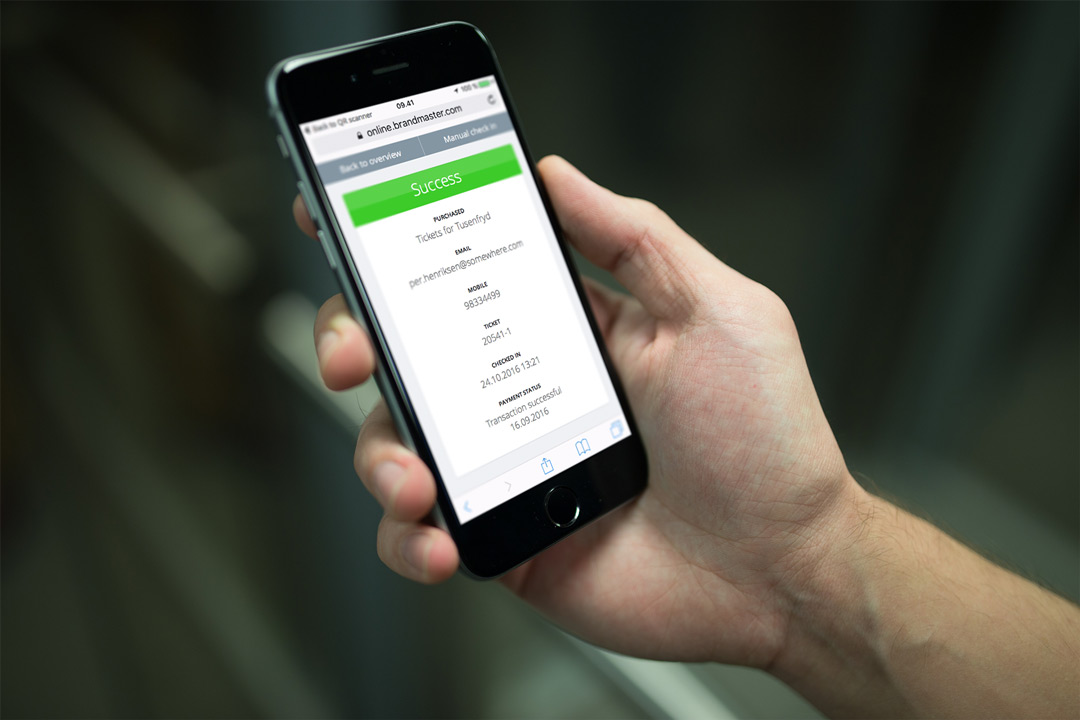 Back to QR scanner
09.41
100 %
online.brandmaster.com
Back to overview
Manual check in
Success
PURCHASED
Tickets for Tusenfryd
EMAIL
per.henriksen@somewhere.com
MOBILE
98334499
TICKET
20541-1
CHECKED IN
24.10.2016 13:21
PAYMENT STATUS
Transaction successful
16.09.2016